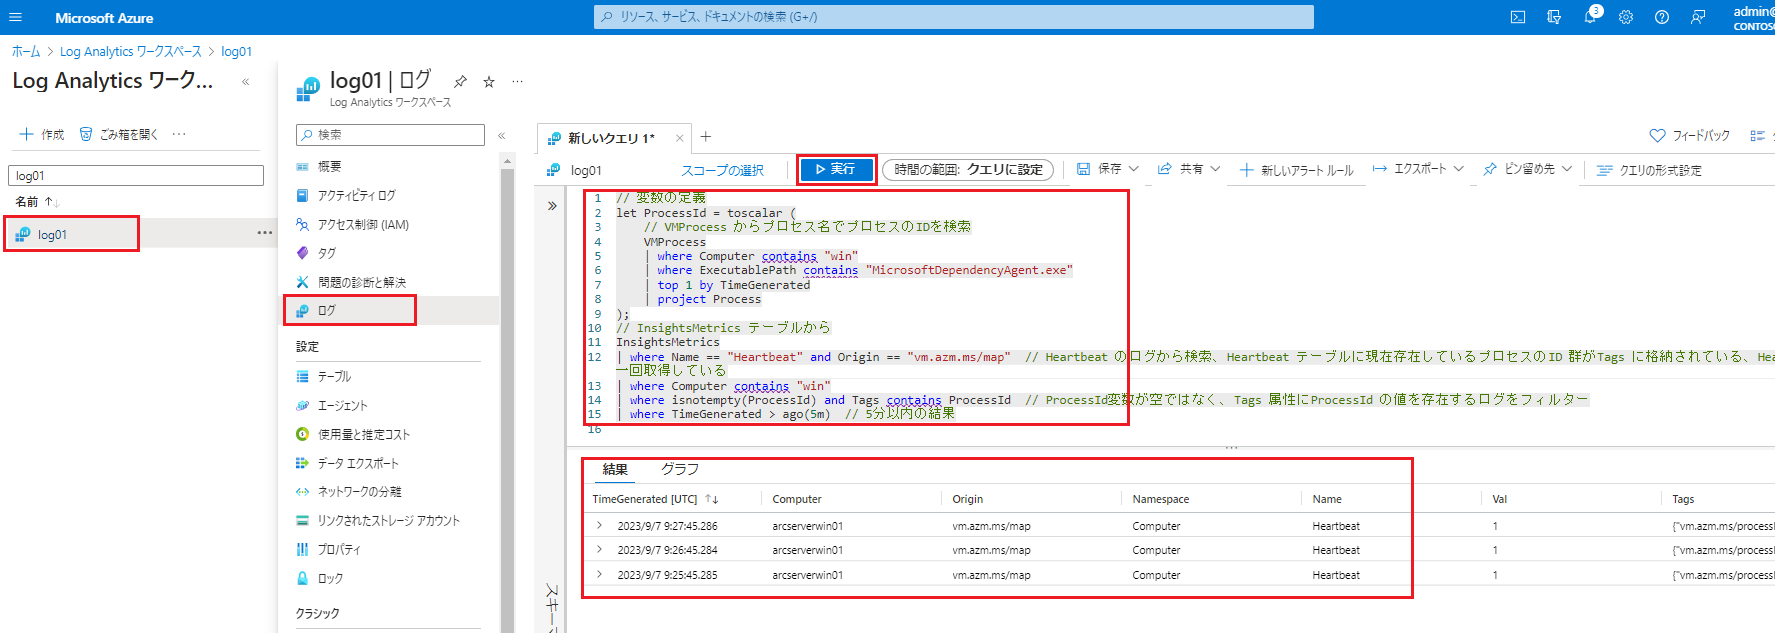 Microsoft Azure
リソース、サービス、ドキュメントの検索 (G+/)
3
admin@
CONTOSO
ホーム > Log Analytics ワークスペース > log01
Log Analytics ワーク... «
作成 ごみ箱を開く ...
log01
名前 ↑↓
log01 ...
log01 | ログ ...
Log Analytics ワークスペース
検索 «
概要
アクティビティ ログ
アクセス制御 (IAM)
タグ
問題の診断と解決
ログ
設定
テーブル
エージェント
使用量と推定コスト
データ エクスポート
ネットワークの分離
リンクされたストレージ アカウント
プロパティ
ロック
クラシック
新しいクエリ 1* × +
フィードバック
log01 スコープの選択 ▷ 実行 時間の範囲: クエリに設定 保存 共有 新しいアラート ルール エクスポート ピン留め先 クエリの形式設定
»
1 // 変数の定義
2 let ProcessId = toscalar (
3 // VMProcess からプロセス名でプロセスのIDを検索
4 VMProcess
5 | where Computer contains "win"
6 | where ExecutablePath contains "MicrosoftDependencyAgent.exe"
7 | top 1 by TimeGenerated
8 | project Process
9 );
10 // InsightsMetrics テーブルから
11 InsightsMetrics
12 | where Name == "Heartbeat" and Origin == "vm.azm.ms/map" // Heartbeat のログから検索、Heartbeat テーブルに現在存在しているプロセスのID 群がTags に格納されている、He
一回取得している
13 | where Computer contains "win"
14 | where isnotempty(ProcessId) and Tags contains ProcessId // ProcessId変数が空ではなく、Tags 属性にProcessId の値を存在するログをフィルター
15 | where TimeGenerated > ago(5m) // 5分以内の結果
16
...
結果 グラフ
TimeGenerated [UTC] ↑↓ Computer Origin Namespace Name Val Tags
> 2023/9/7 9:27:45.286 arcserverwin01 vm.azm.ms/map Computer Heartbeat 1 {"vm.azm.ms/processI
> 2023/9/7 9:26:45.284 arcserverwin01 vm.azm.ms/map Computer Heartbeat 1 {"vm.azm.ms/processI
> 2023/9/7 9:25:45.285 arcserverwin01 vm.azm.ms/map Computer Heartbeat 1 {"vm.azm.ms/processI
スキー